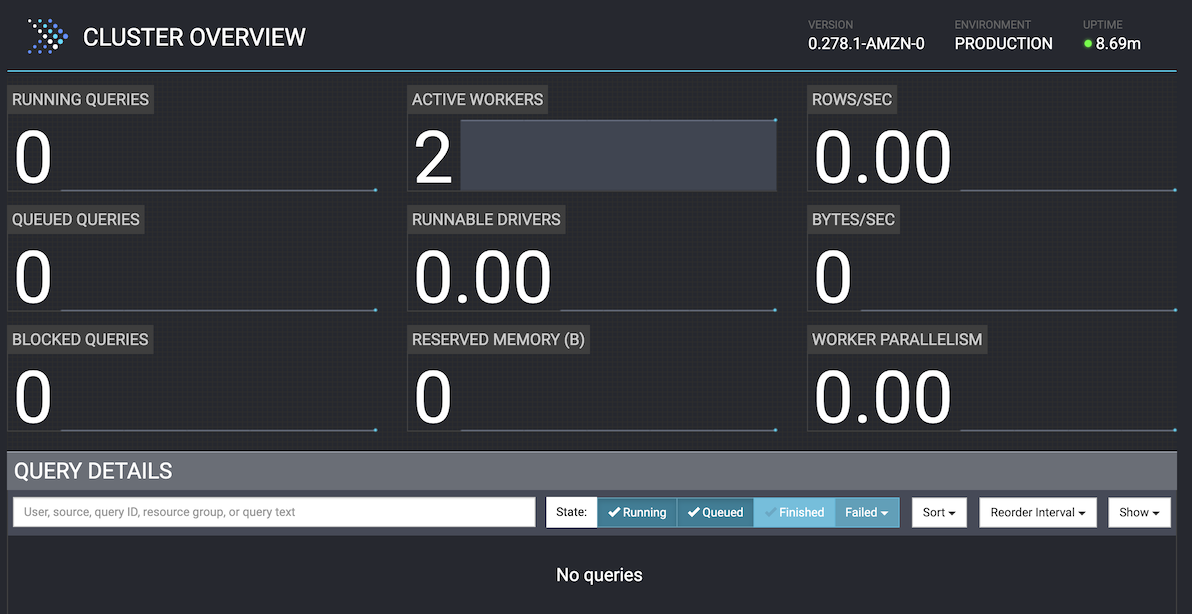 CLUSTER OVERVIEW
VERSION
0.278.1-AMZN-0
ENVIRONMENT
PRODUCTION
UPTIME
8.69m
RUNNING QUERIES
0
ACTIVE WORKERS
2
ROWS/SEC
0.00
QUEUED QUERIES
0
RUNNABLE DRIVERS
0.00
BYTES/SEC
0
BLOCKED QUERIES
0
RESERVED MEMORY (B)
0
WORKER PARALLELISM
0.00
QUERY DETAILS
User, source, query ID, resource group, or query text
State: Running Queued Finished Failed Sort Reorder Interval Show
No queries